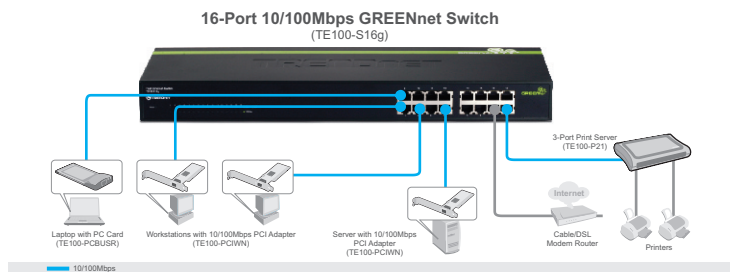 16-Port 10/100Mbps GREENnet Switch
(TE100-S16g)
3-Port Print Server
(TE100-P21)
Internet
Laptop with PC Card
(TE100-PCBUSR)
Workstations with 10/100Mbps PCI Adapter
(TE100-PCIWN)
Server with 10/100Mbps
PCI Adapter
(TE100-PCIWN)
Cable/DSL
Modem Router
Printers
10/100Mbps